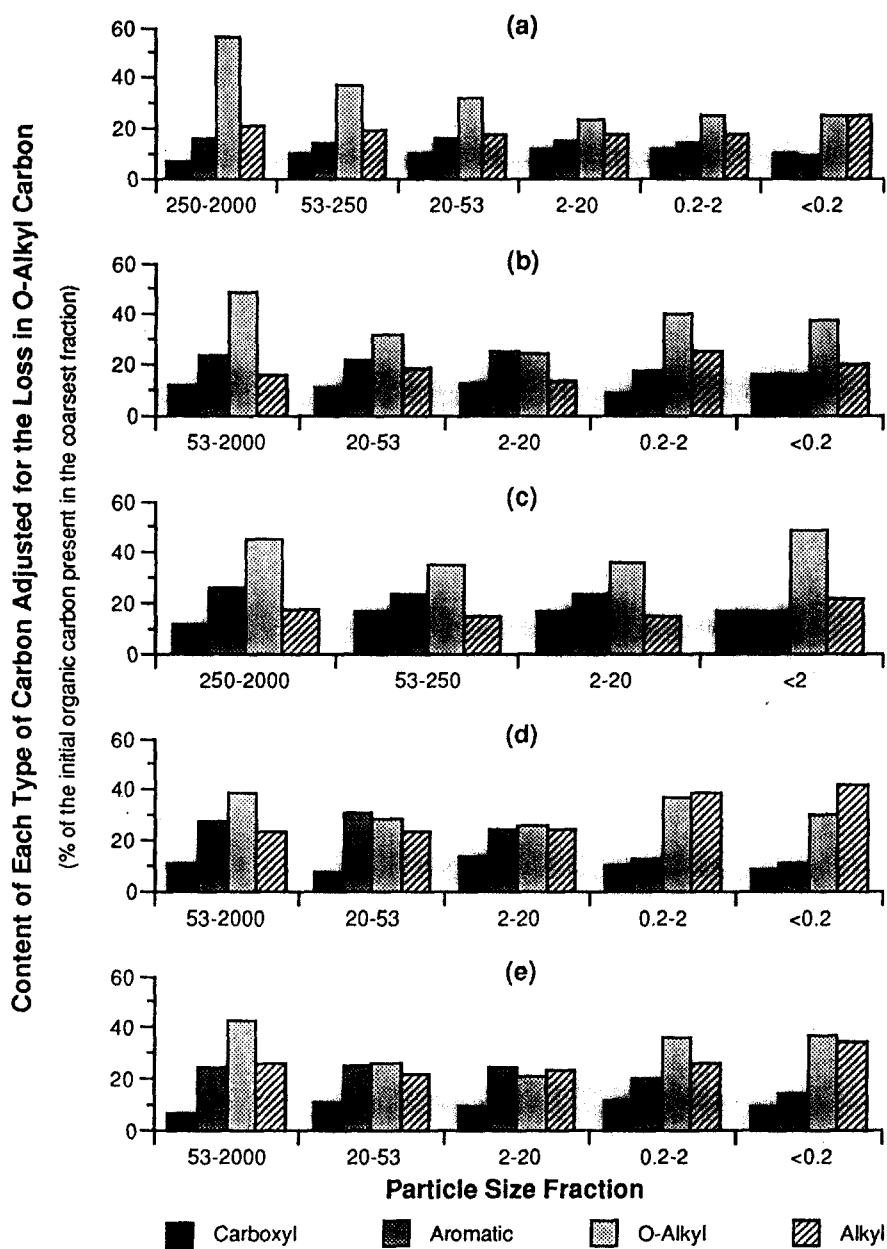 Content of Each Type of Carbon Adjusted for the Loss in O-Alkyl Carbon
(% of the initial organic carbon present in the coarsest fraction)
(a)
60
40
20
0
250-2000 53-250 20-53 2-20 0.2-2 <0.2
(b)
60
40
20
0
53-2000 20-53 2-20 0.2-2 <0.2
(c)
60
40
20
0
250-2000 53-250 2-20 <2
(d)
60
40
20
0
53-2000 20-53 2-20 0.2-2 <0.2
(e)
60
40
20
0
53-2000 20-53 2-20 0.2-2 <0.2
Particle Size Fraction
Carboxyl Aromatic O-Alkyl Alkyl